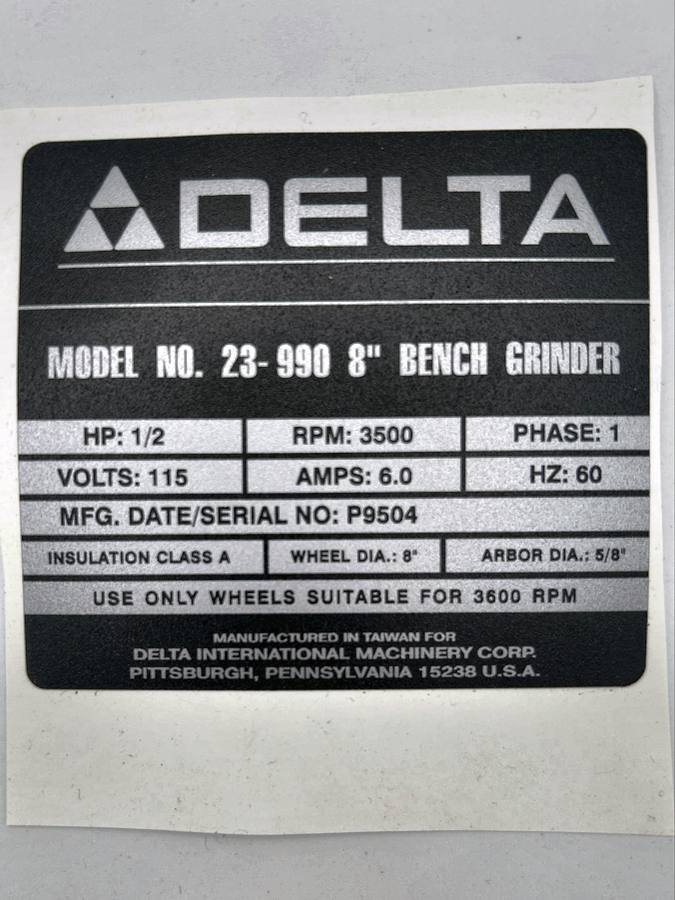 DELTA
MODEL NO. 23-990 8" BENCH GRINDER
HP: 1/2 RPM: 3500 PHASE: 1
VOLTS: 115 AMPS: 6.0 HZ: 60
MFG. DATE/SERIAL NO: P9504
INSULATION CLASS A WHEEL DIA.: 8" ARBOR DIA.: 5/8"
USE ONLY WHEELS SUITABLE FOR 3600 RPM
MANUFACTURED IN TAIWAN FOR
DELTA INTERNATIONAL MACHINERY CORP.
PITTSBURGH, PENNSYLVANIA 15238 U.S.A.